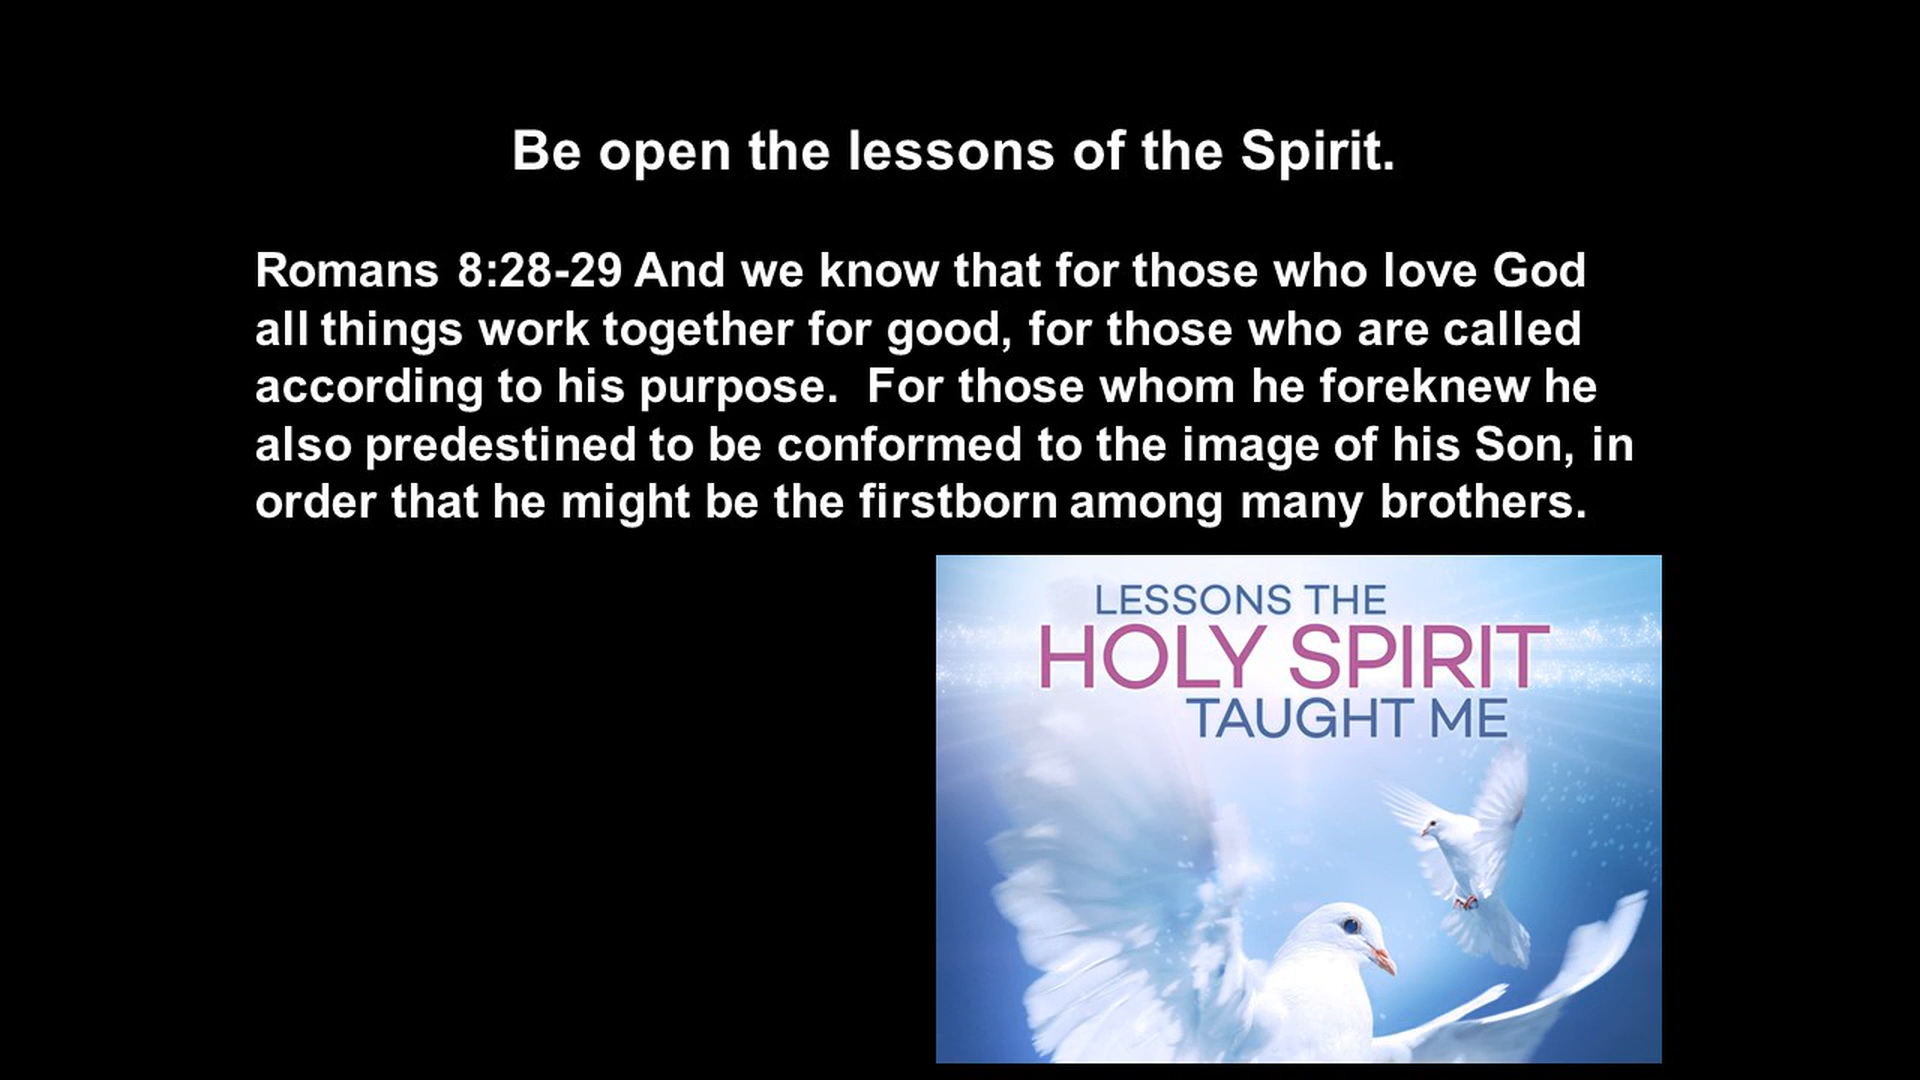 Be open the lessons of the Spirit.
Romans 8:28-29 And we know that for those who love God
all things work together for good, for those who are called
according to his purpose.  For those whom he foreknew he
also predestined to be conformed to the image of his Son, in
order that he might be the firstborn among many brothers.
LESSONS THE
HOLY SPIRIT
TAUGHT ME